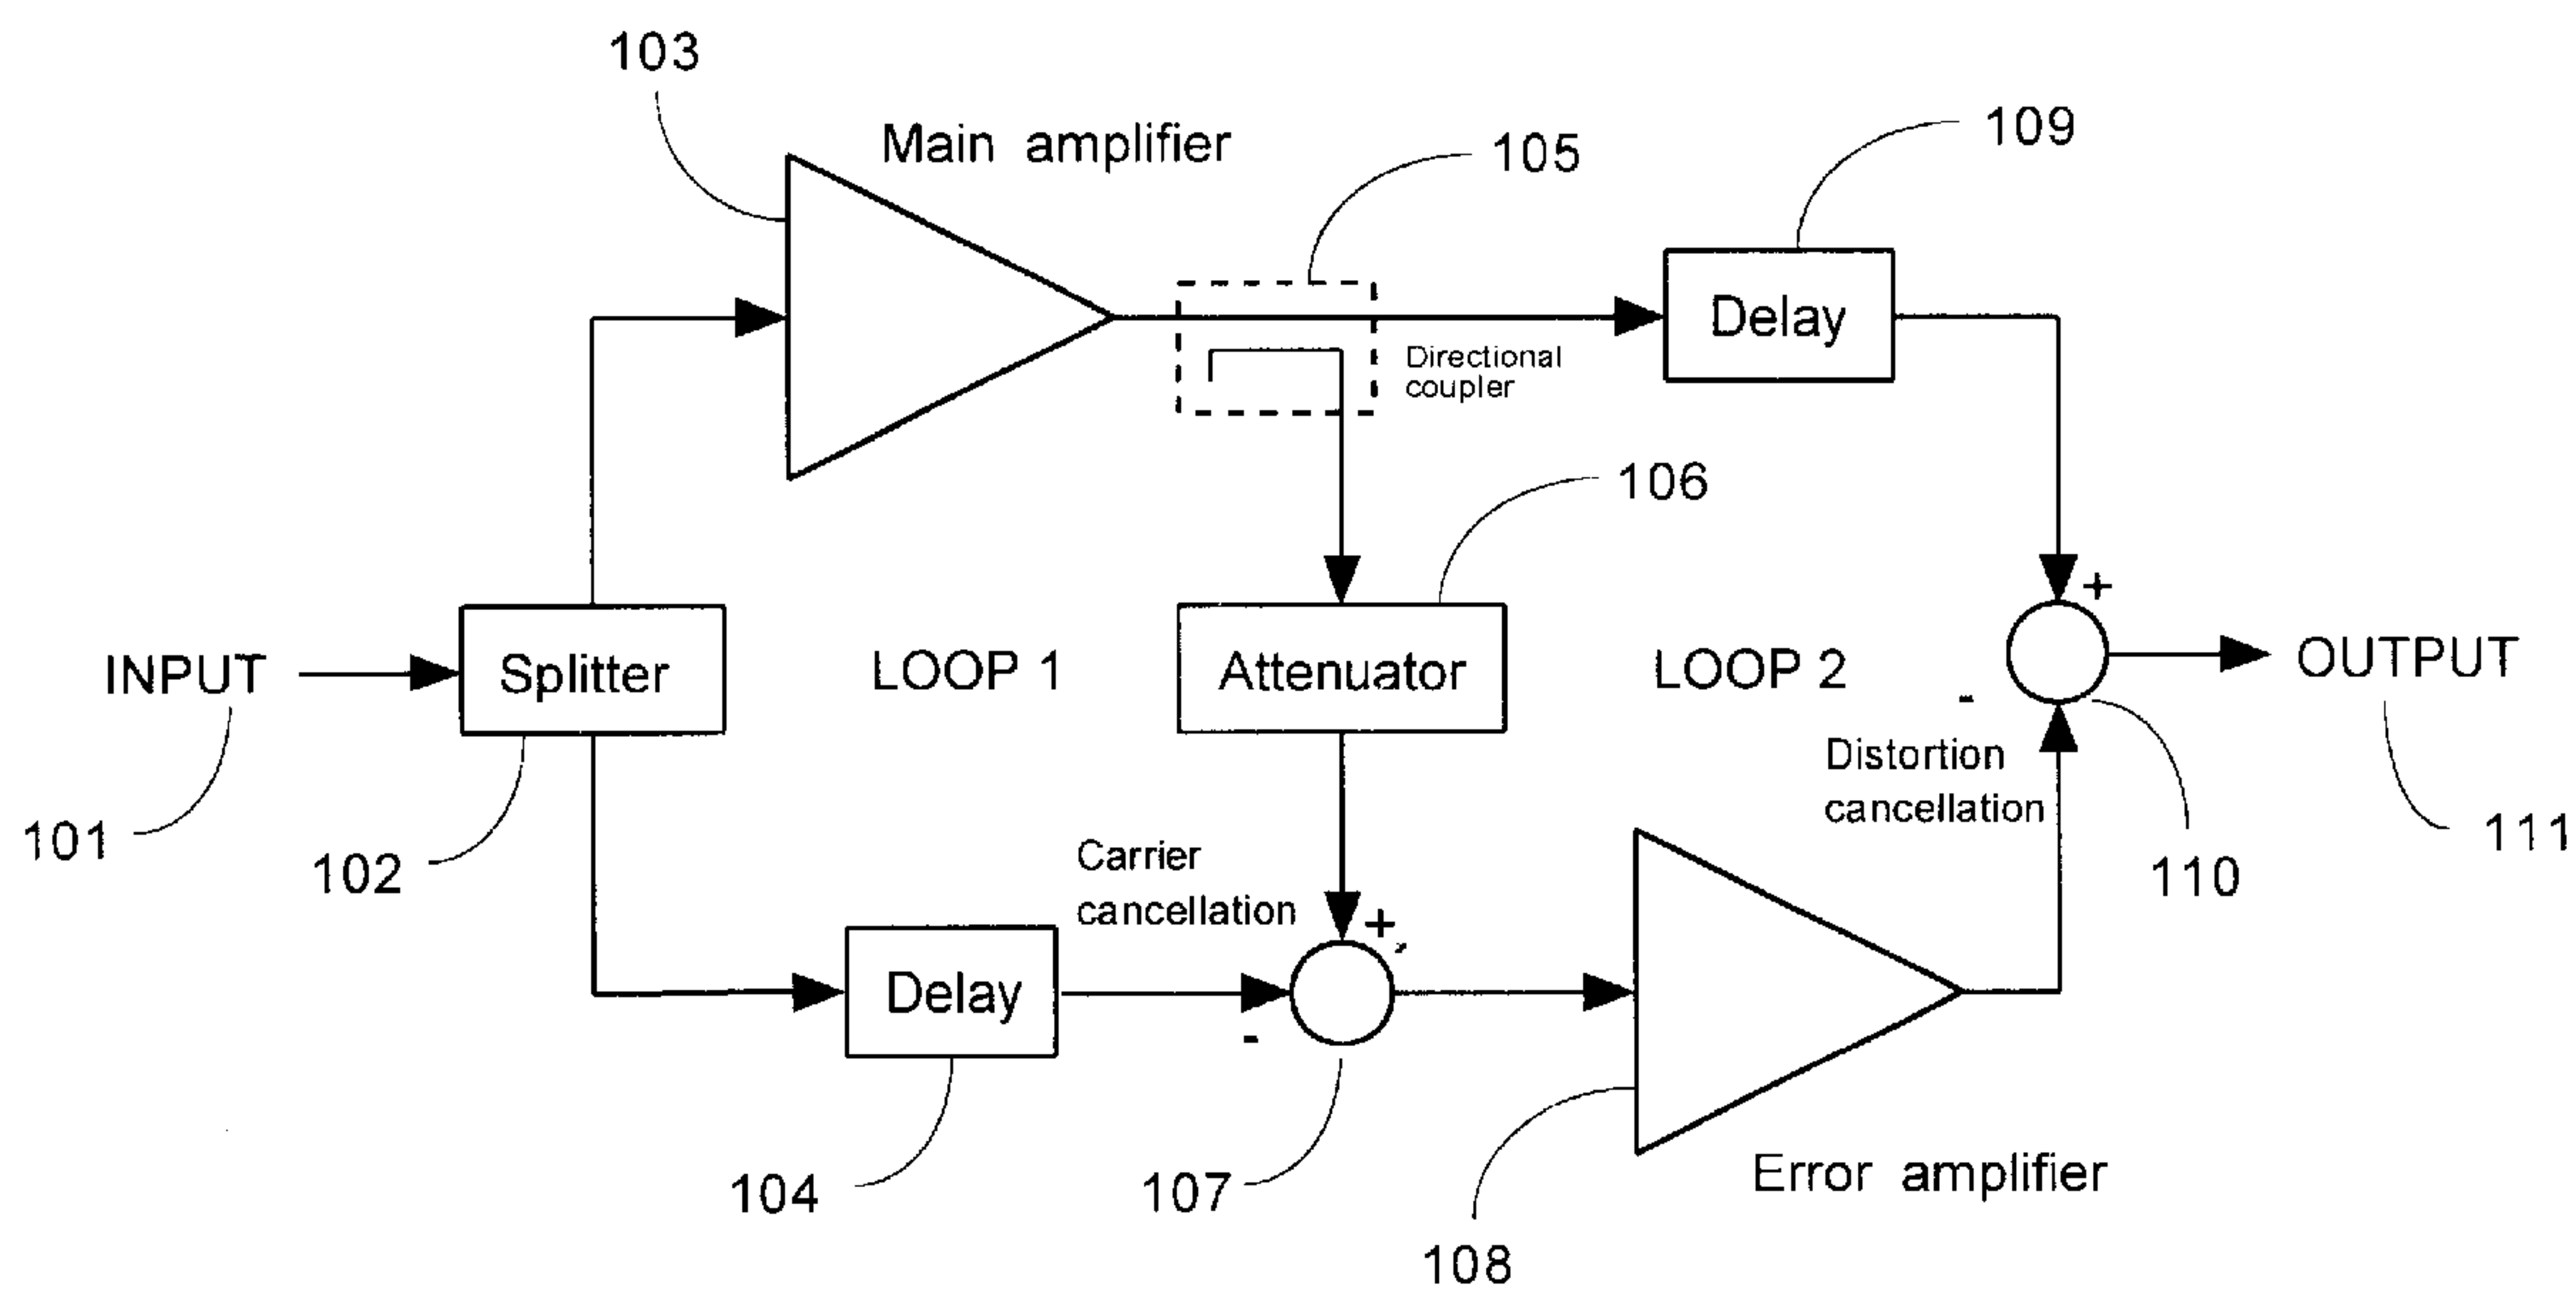 103
Main amplifier
105
109
Delay
Directional
coupler
106
INPUT
Splitter
LOOP 1
Attenuator
LOOP 2
+
-
OUTPUT
Distortion
cancellation
101
102
110
111
Carrier
cancellation
+
Delay
-
104
107
108
Error amplifier